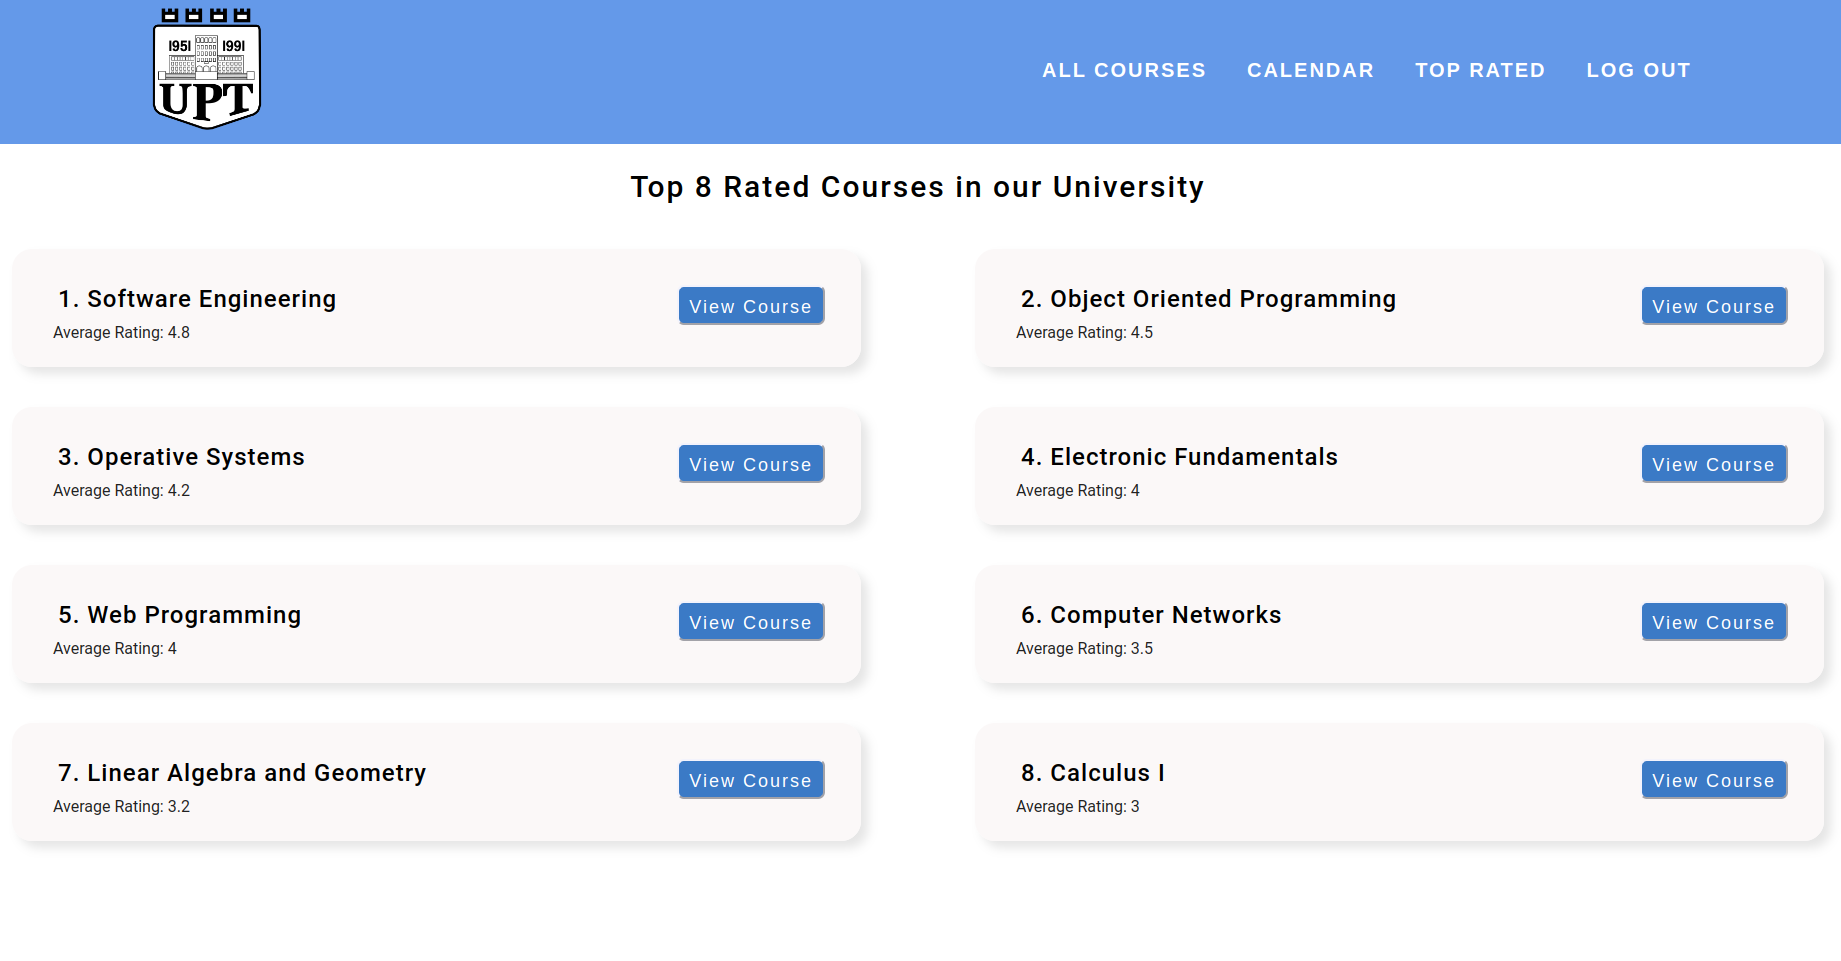 1951 1991
UPT
ALL COURSES CALENDAR TOP RATED LOG OUT
Top 8 Rated Courses in our University
1. Software Engineering
Average Rating: 4.8
View Course
2. Object Oriented Programming
Average Rating: 4.5
View Course
3. Operative Systems
Average Rating: 4.2
View Course
4. Electronic Fundamentals
Average Rating: 4
View Course
5. Web Programming
Average Rating: 4
View Course
6. Computer Networks
Average Rating: 3.5
View Course
7. Linear Algebra and Geometry
Average Rating: 3.2
View Course
8. Calculus I
Average Rating: 3
View Course